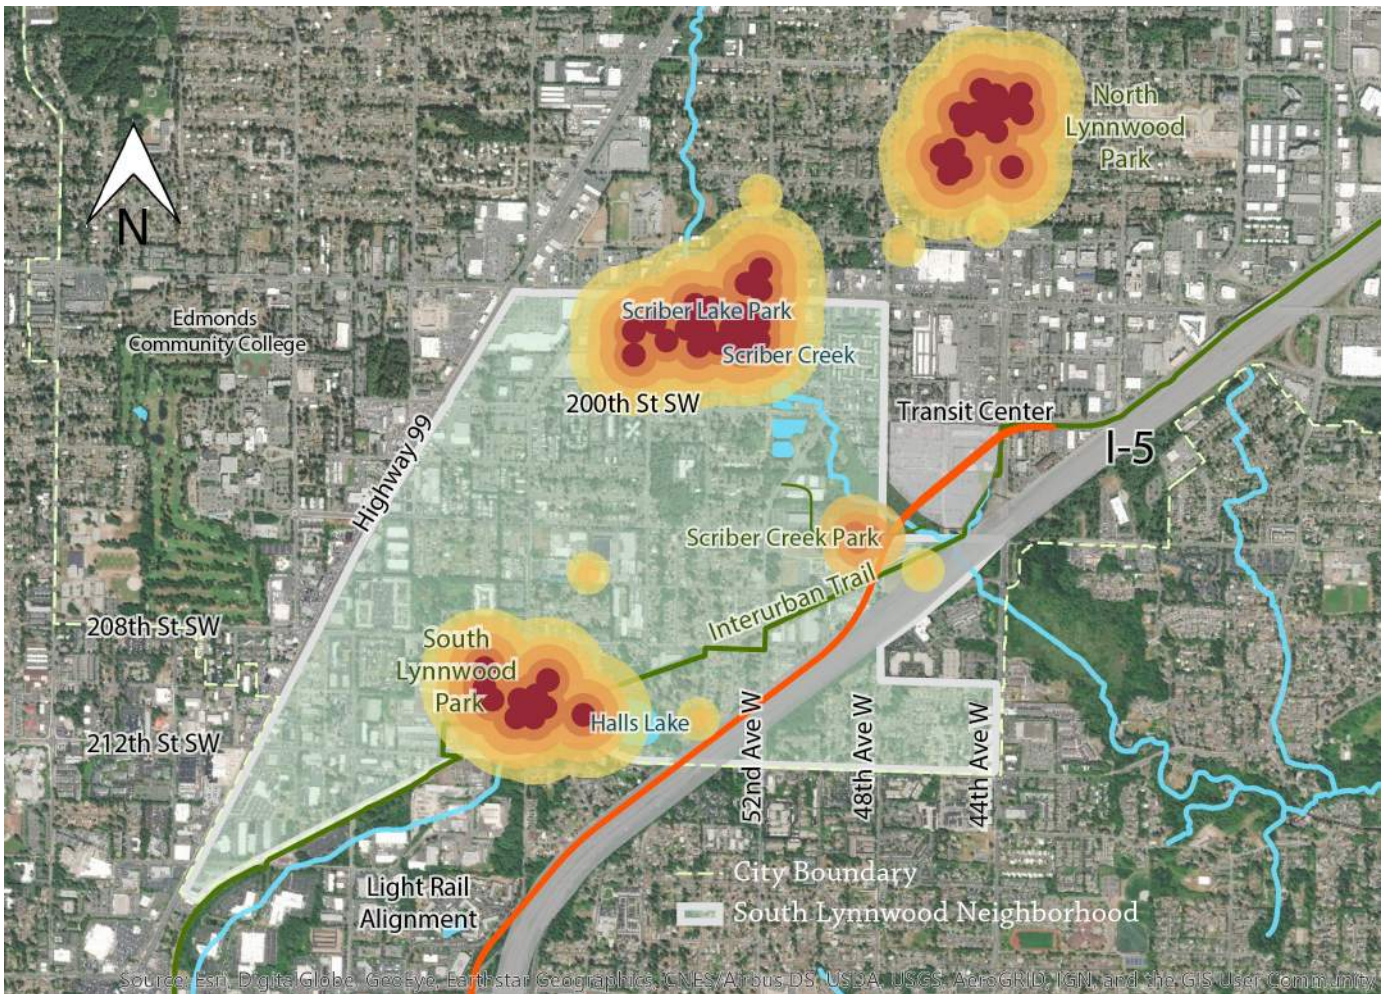 North
Lynnwood
Park
N
Scriber Lake Park
Edmonds
Community College
Scriber Creek
200th St SW
Transit Center
I-5
Highway 99
Scriber Creek Park
Interurban Trail
208th St SW
South
Lynnwood
Park
Halls Lake
212th St SW
52nd Ave W
48th Ave W
44th Ave W
Light Rail
Alignment
City Boundary
South Lynnwood Neighborhood
Source: Esri, DigitalGlobe, GeoEye, Earthstar Geographics, CNES/Airbus DS, USDA, USGS, AeroGRID, IGN, and the GIS User Community